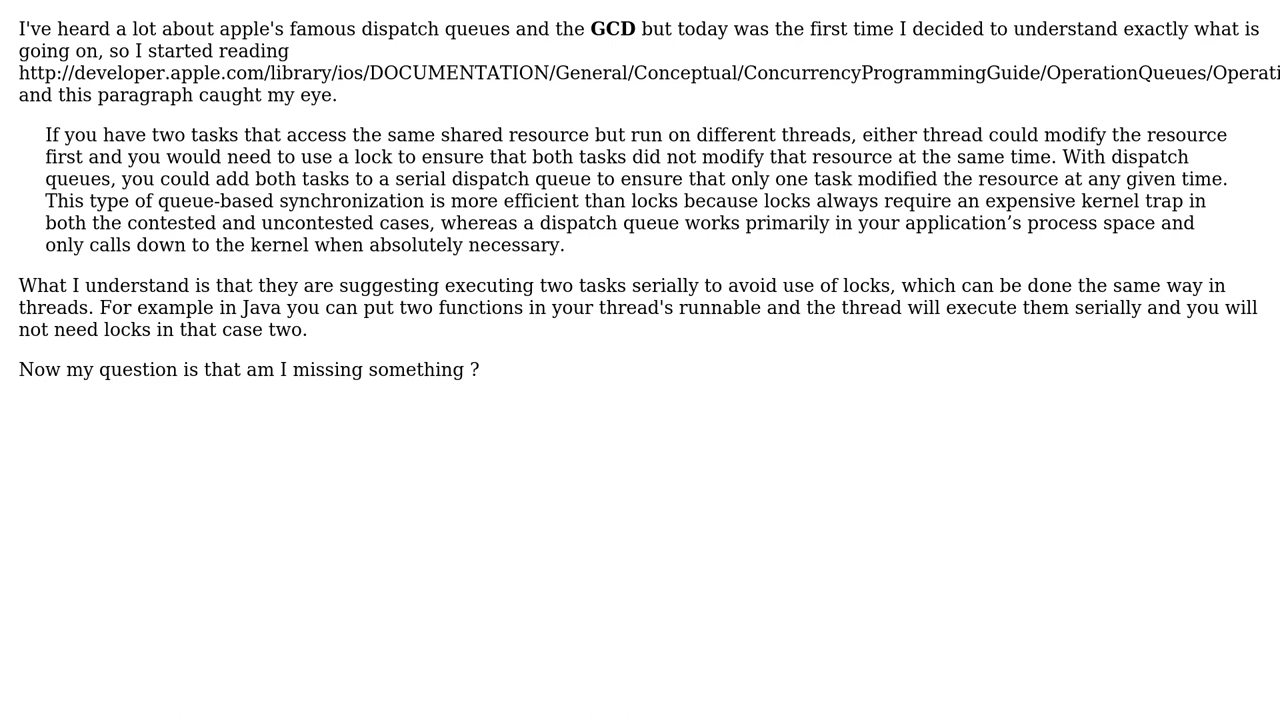 I've heard a lot about apple's famous dispatch queues and the GCD but today was the first time I decided to understand exactly what is
going on, so I started reading
http://developer.apple.com/library/ios/DOCUMENTATION/General/Conceptual/ConcurrencyProgrammingGuide/OperationQueues/Operati
and this paragraph caught my eye.
If you have two tasks that access the same shared resource but run on different threads, either thread could modify the resource
first and you would need to use a lock to ensure that both tasks did not modify that resource at the same time. With dispatch
queues, you could add both tasks to a serial dispatch queue to ensure that only one task modified the resource at any given time.
This type of queue-based synchronization is more efficient than locks because locks always require an expensive kernel trap in
both the contested and uncontested cases, whereas a dispatch queue works primarily in your application’s process space and
only calls down to the kernel when absolutely necessary.
What I understand is that they are suggesting executing two tasks serially to avoid use of locks, which can be done the same way in
threads. For example in Java you can put two functions in your thread's runnable and the thread will execute them serially and you will
not need locks in that case two.
Now my question is that am I missing something ?